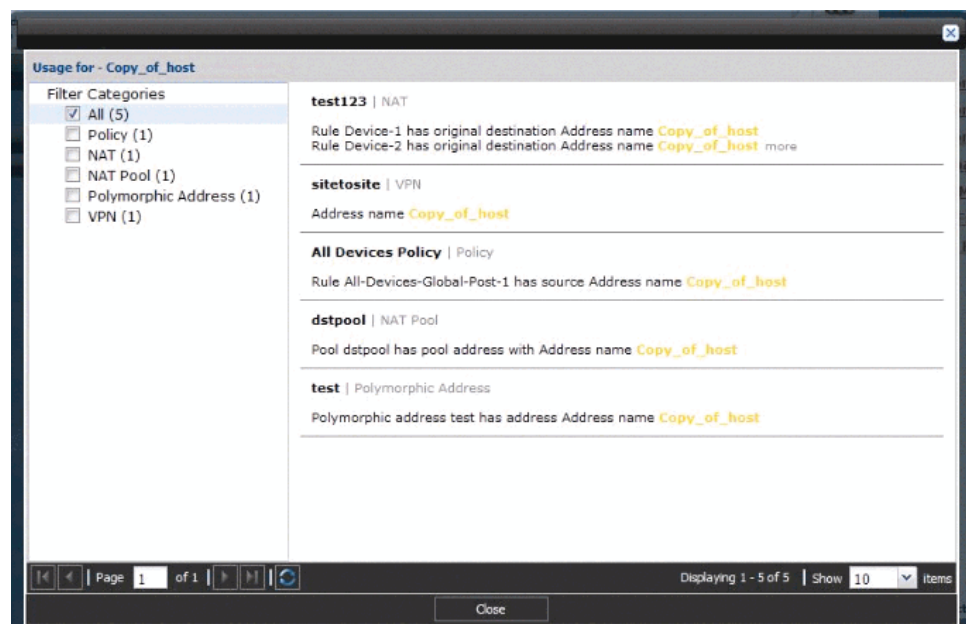 Usage for - Copy_of_host
Filter Categories
All (5)
Policy (1)
NAT (1)
NAT Pool (1)
Polymorphic Address (1)
VPN (1)
test123 | NAT
Rule Device-1 has original destination Address name Copy_of_host
Rule Device-2 has original destination Address name Copy_of_host more
sitetosite | VPN
Address name Copy_of_host
All Devices Policy | Policy
Rule All-Devices-Global-Post-1 has source Address name Copy_of_host
dstpool | NAT Pool
Pool dstpool has pool address with Address name Copy_of_host
test | Polymorphic Address
Polymorphic address test has address Address name Copy_of_host
Page 1 of 1 Displaying 1 - 5 of 5 | Show 10 items
Close